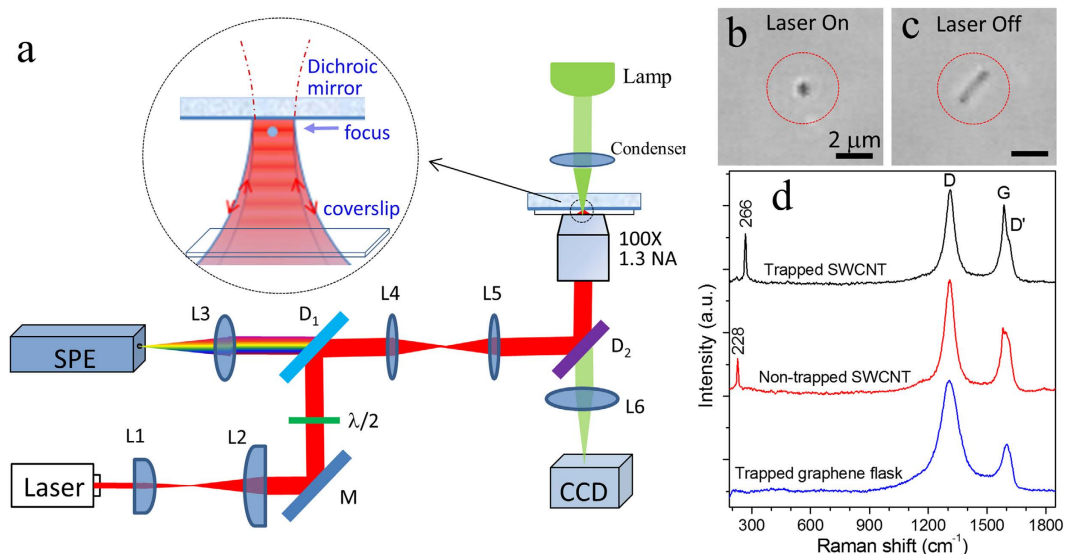 a
Dichroic
mirror
focus
coverslip
Lamp
Condenser
100X
1.3 NA
L3
D1
L4
L5
SPE
D2
λ/2
L6
L1
L2
Laser
M
CCD
b
Laser On
2 μm
c
Laser Off
d
D
G
D'
266
Trapped SWCNT
228
Non-trapped SWCNT
Trapped graphene flask
Intensity (a.u.)
300 600 900 1200 1500 1800
Raman shift (cm⁻¹)